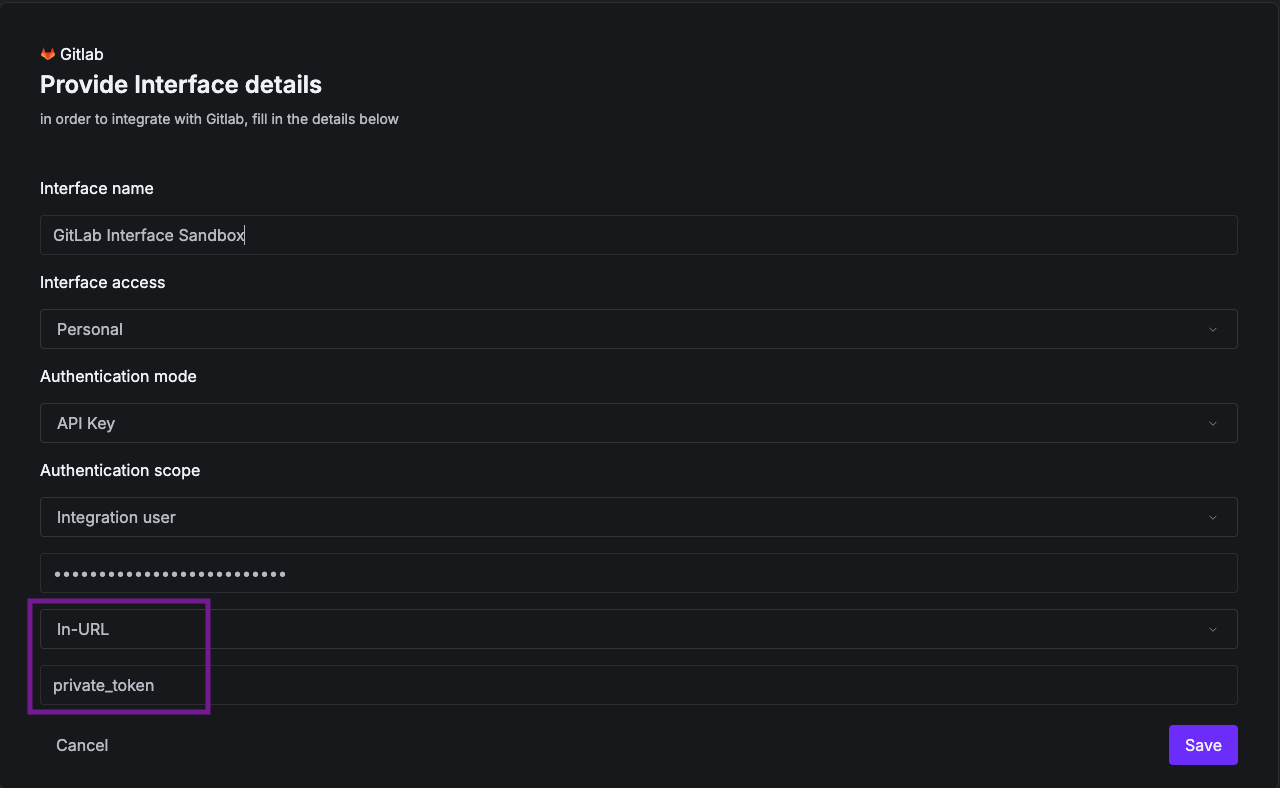 Gitlab
Provide Interface details
in order to integrate with Gitlab, fill in the details below
Interface name
GitLab Interface Sandbox
Interface access
Personal
Authentication mode
API Key
Authentication scope
Integration user
••••••••••••••••••••••••••
In-URL
private_token
Cancel
Save